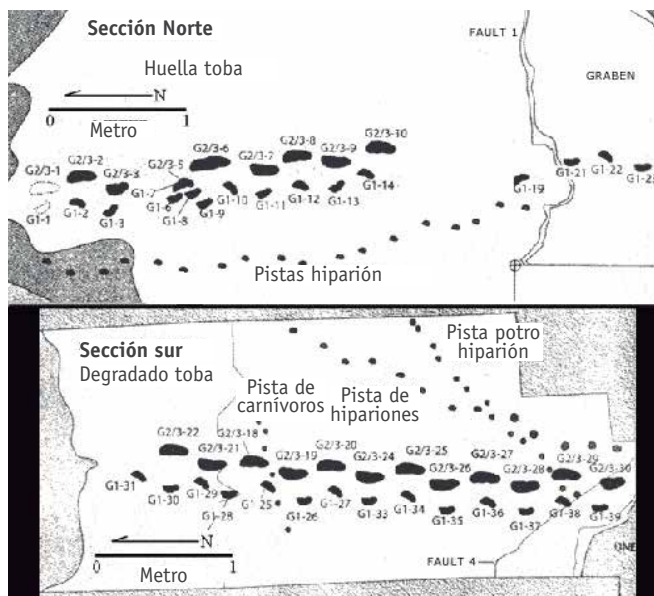 Sección Norte
FAULT 1
Huella toba
GRABEN
N
0 1
Metro
G2/3-1
G2/3-2
G2/3-3
G2/3-5
G2/3-6
G2/3-7
G2/3-8
G2/3-9
G2/3-10
G1-1
G1-2
G1-3
G1-6
G1-7
G1-8
G1-9
G1-10
G1-11
G1-12
G1-13
G1-14
G1-19
G1-21
G1-22
G1-23
Pistas hiparión
Sección sur
Degradado toba
Pista potro
hiparión
Pista de
carnívoros
Pista de
hipariones
G2/3-22
G2/3-21
G2/3-18
G2/3-19
G2/3-20
G2/3-24
G2/3-25
G2/3-26
G2/3-27
G2/3-28
G2/3-29
G2/3-30
G1-31
G1-30
G1-29
G1-28
G1-25
G1-26
G1-27
G1-33
G1-34
G1-35
G1-36
G1-37
G1-38
G1-39
N
0 1
Metro
FAULT 4